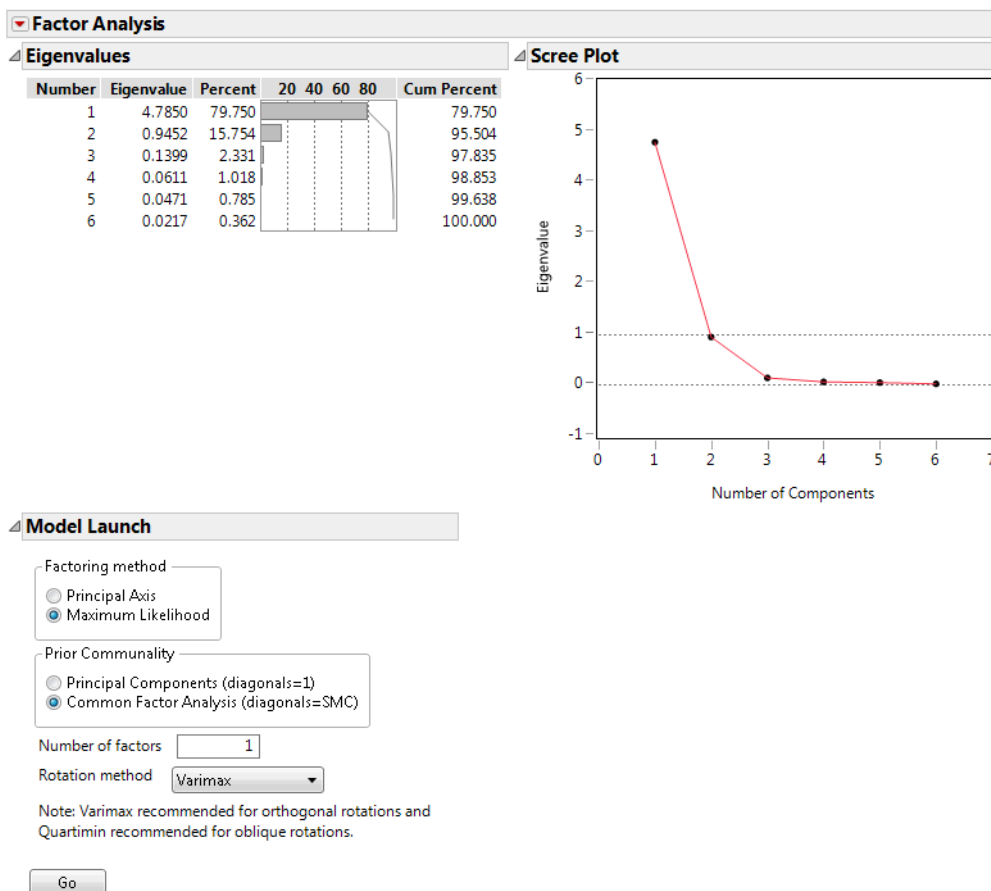 Factor Analysis
Eigenvalues
Number Eigenvalue Percent 20 40 60 80 Cum Percent
1 4.7850 79.750 79.750
2 0.9452 15.754 95.504
3 0.1399 2.331 97.835
4 0.0611 1.018 98.853
5 0.0471 0.785 99.638
6 0.0217 0.362 100.000
Scree Plot
6
5
4
3
2
1
0
-1
Eigenvalue
0 1 2 3 4 5 6 7
Number of Components
Model Launch
Factoring method
Principal Axis
Maximum Likelihood
Prior Communality
Principal Components (diagonals=1)
Common Factor Analysis (diagonals=SMC)
Number of factors 1
Rotation method Varimax
Note: Varimax recommended for orthogonal rotations and
Quartimin recommended for oblique rotations.
Go